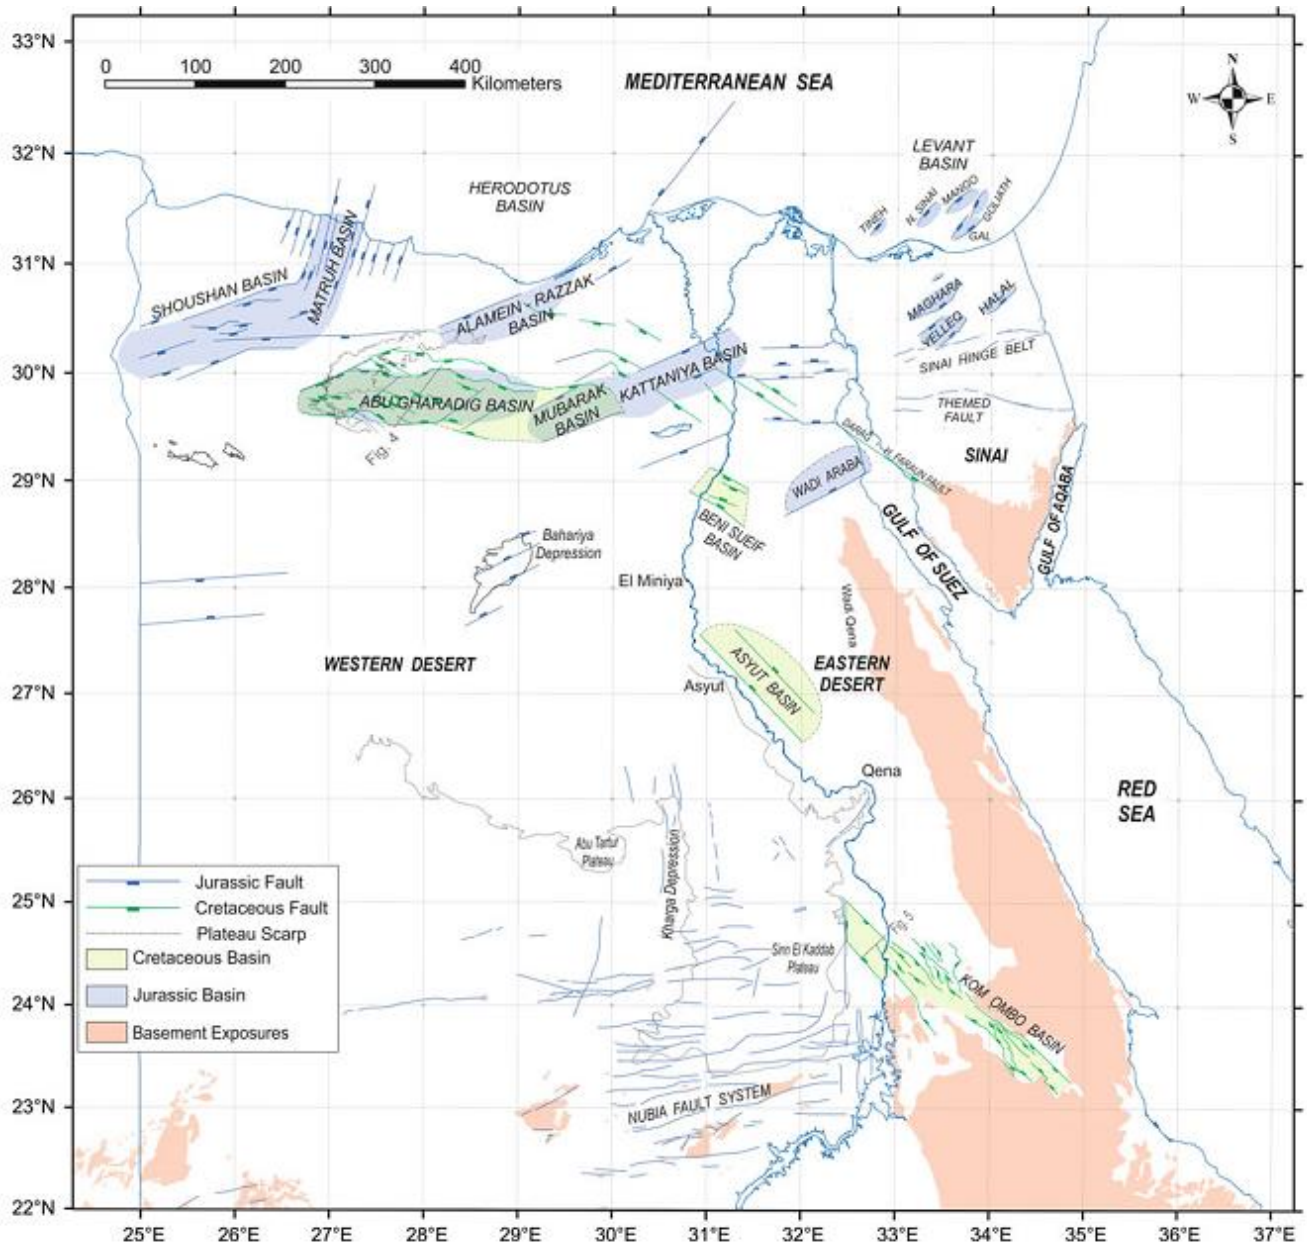 33°N
32°N
31°N
30°N
29°N
28°N
27°N
26°N
25°N
24°N
23°N
22°N
0 100 200 300 400
Kilometers
MEDITERRANEAN SEA
N
W E
S
LEVANT
BASIN
HERODOTUS
BASIN
TINEH
N. SINAI
MANGO
GOLIATH
GAL
SHOUSHAN BASIN
MATRUH BASIN
ALAMEIN - RAZZAK
BASIN
MAGHARA
HALAL
YELLEQ
SINAI HINGE BELT
KATTANIYA BASIN
ABU GHARADIG BASIN
MUBARAK
BASIN
THEMED
FAULT
Fig. 4
DARAG - H. FARAUN FAULT
SINAI
WADI ARABA
GULF OF AQABA
BENI SUEIF
BASIN
GULF OF SUEZ
Bahariya
Depression
El Miniya
Wadi Qena
WESTERN DESERT
ASYUT BASIN
EASTERN
DESERT
Asyut
Qena
RED
SEA
Abu Tartur
Plateau
Kharga Depression
Jurassic Fault
Cretaceous Fault
Plateau Scarp
Cretaceous Basin
Jurassic Basin
Basement Exposures
Fig. 5
Sinn El Kaddab
Plateau
KOM OMBO BASIN
NUBIA FAULT SYSTEM
25°E 26°E 27°E 28°E 29°E 30°E 31°E 32°E 33°E 34°E 35°E 36°E 37°E